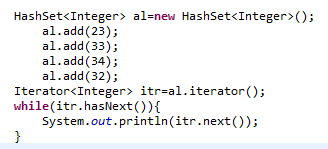 HashSet<Integer> al=new HashSet<Integer>();
al.add(23);
al.add(33);
al.add(34);
al.add(32);
Iterator<Integer> itr=al.iterator();
while(itr.hasNext()){
System.out.println(itr.next());
}